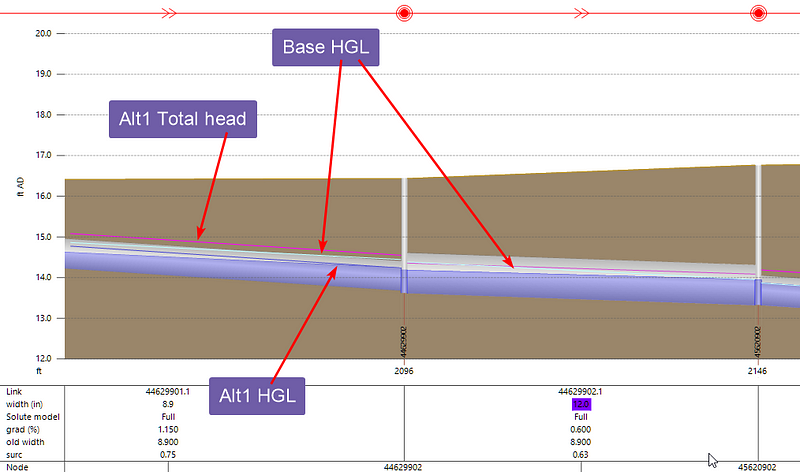 20.0
Base HGL
19.0
18.0
Alt1 Total head
17.0
ft AD
16.0
15.0
14.0
13.0
12.0
44629902
45620902
ft
2096
2146
Alt1 HGL
Link 44629901.1 44629902.1
width (in) 8.9 12.0
Solute model Full Full
grad (%) 1.150 0.600
old width 8.900 8.900
surc 0.75 0.63
Node 44629902 45620902